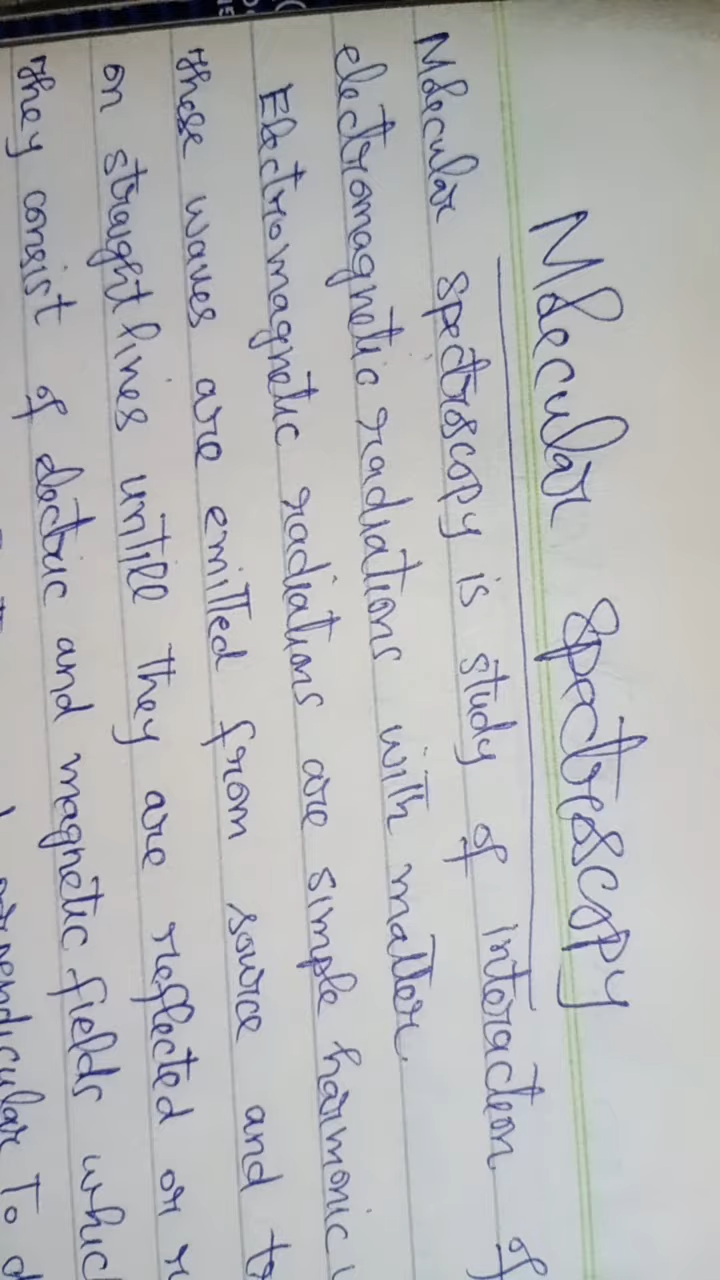 Molecular spectroscopy
Molecular spectroscopy is study of interaction of
electromagnetic radiations with matter.
Electromagnetic radiations are simple harmonic
these waves are emitted from source and
on straight lines untill they are reflected or
they consist of electric and magnetic fields
perpendicular To